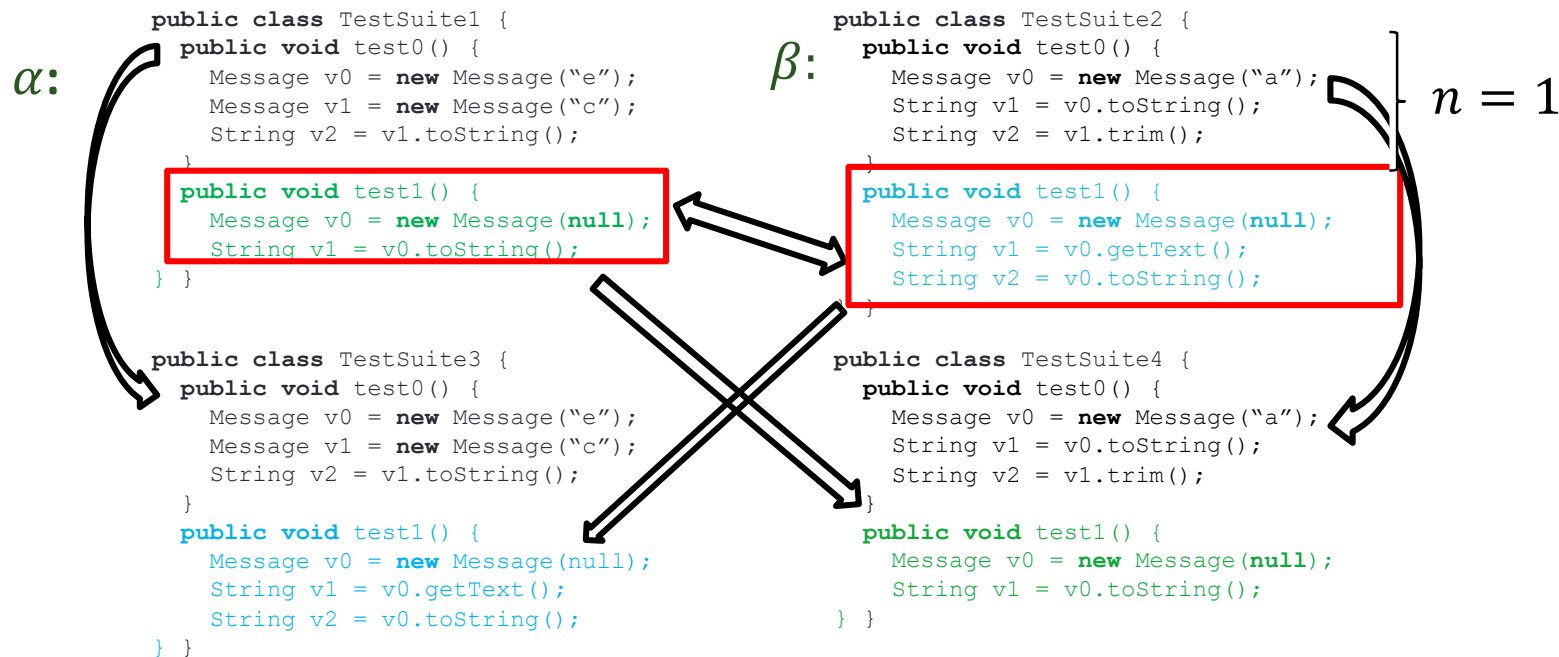 α:
public class TestSuite1 {
public void test0() {
Message v0 = new Message(“e”);
Message v1 = new Message(“c”);
String v2 = v1.toString();
}
public void test1() {
Message v0 = new Message(null);
String v1 = v0.toString();
} }
β:
public class TestSuite2 {
public void test0() {
Message v0 = new Message(“a”);
String v1 = v0.toString();
String v2 = v1.trim();
}
public void test1() {
Message v0 = new Message(null);
String v1 = v0.getText();
String v2 = v0.toString();
} }
n = 1
public class TestSuite3 {
public void test0() {
Message v0 = new Message(“e”);
Message v1 = new Message(“c”);
String v2 = v1.toString();
}
public void test1() {
Message v0 = new Message(null);
String v1 = v0.getText();
String v2 = v0.toString();
} }
public class TestSuite4 {
public void test0() {
Message v0 = new Message(“a”);
String v1 = v0.toString();
String v2 = v1.trim();
}
public void test1() {
Message v0 = new Message(null);
String v1 = v0.toString();
} }